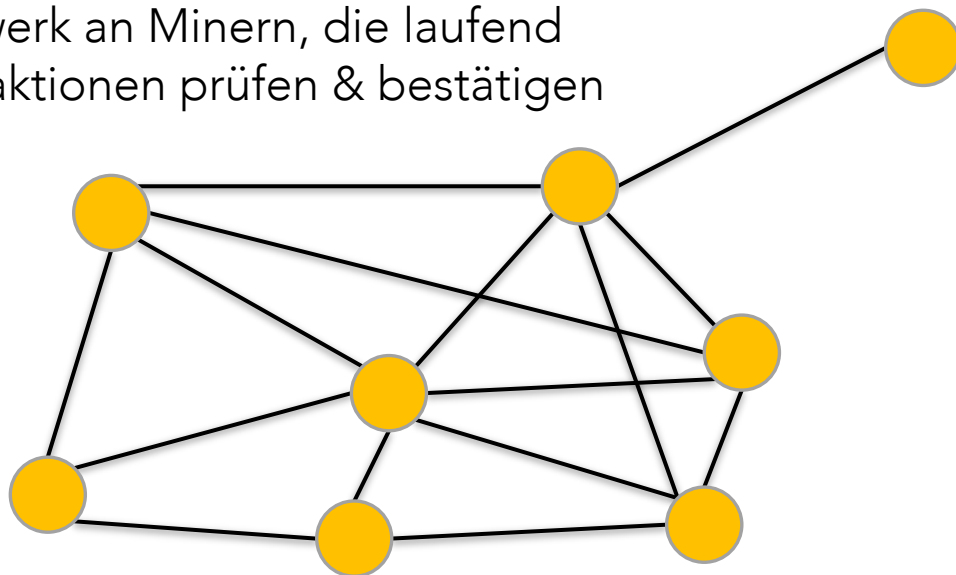 werk an Minern, die laufend
aktionen prüfen & bestätigen